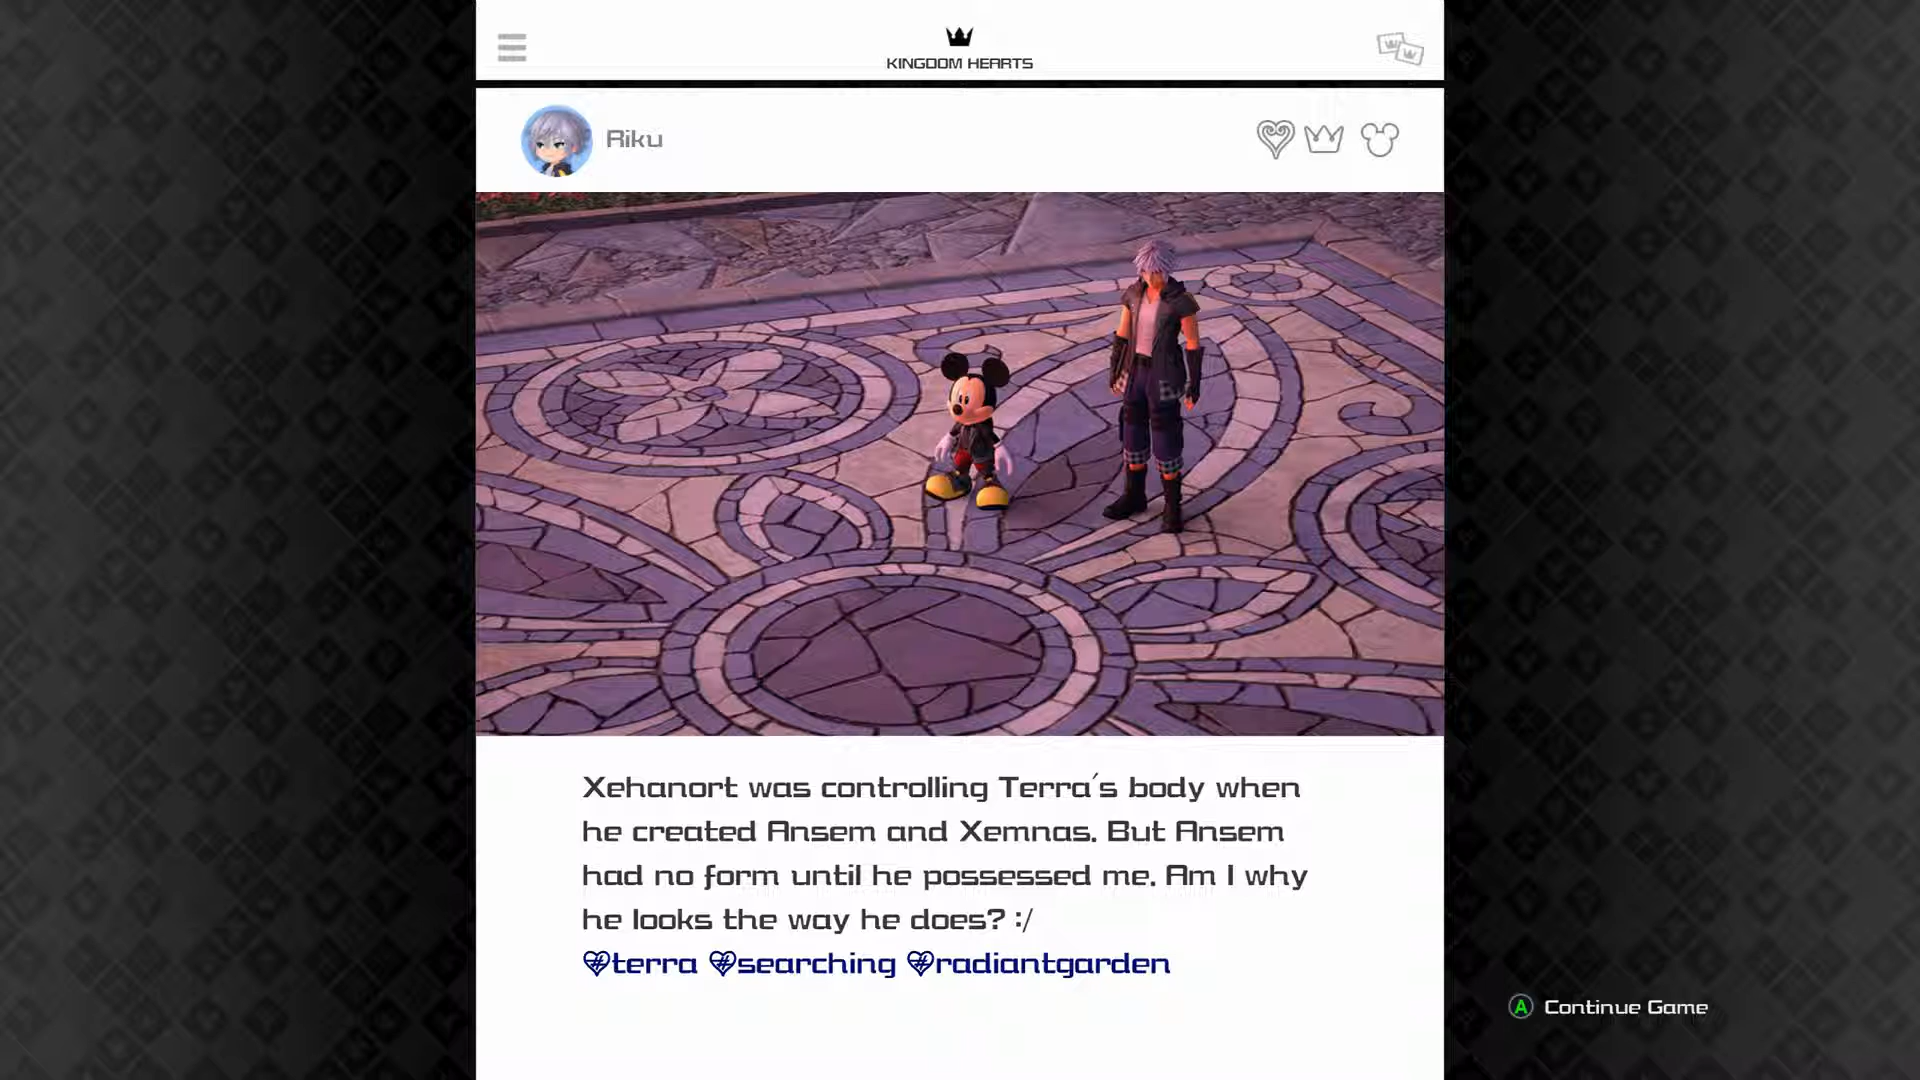 KINGDOM HEARTS
Riku
Xehanort was controlling Terra's body when
he created Ansem and Xemnas. But Ansem
had no form until he possessed me. Am I why
he looks the way he does? :/
#terra #searching #radiantgarden
A Continue Game